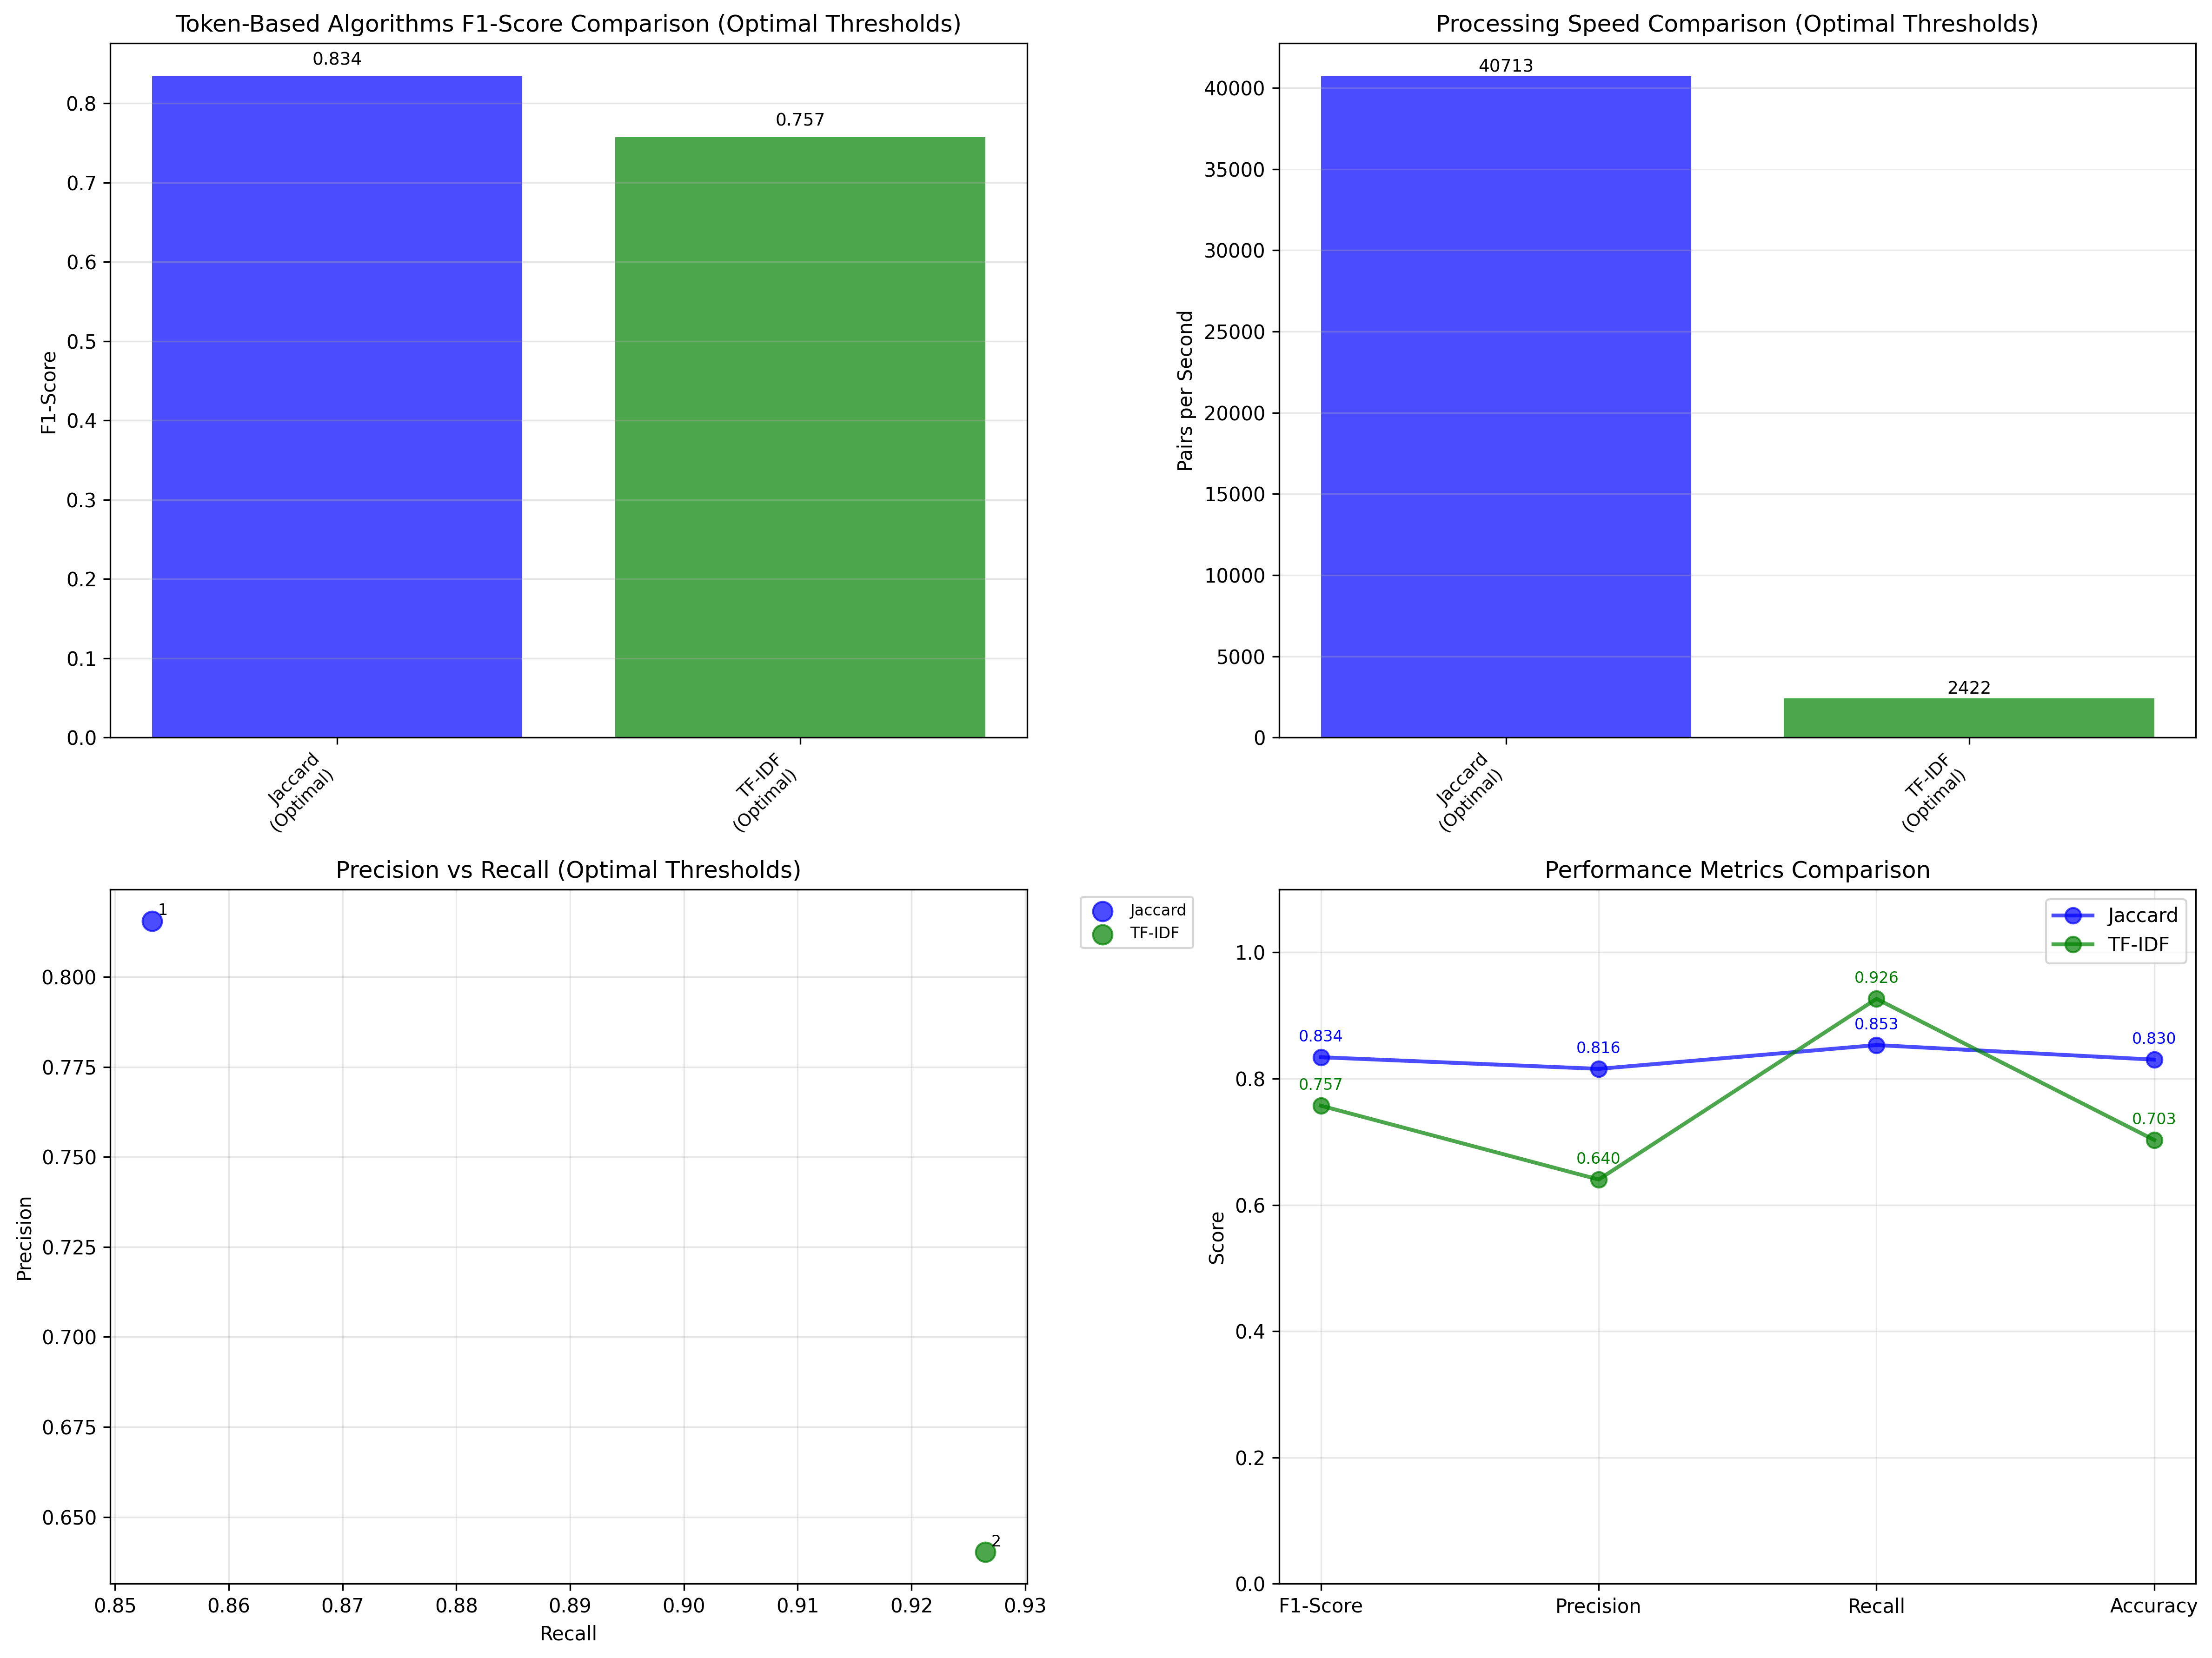 Token-Based Algorithms F1-Score Comparison (Optimal Thresholds)
0.834
0.757
0.8
0.7
0.6
0.5
0.4
0.3
0.2
0.1
0.0
F1-Score
Jaccard
(Optimal)
TF-IDF
(Optimal)
Processing Speed Comparison (Optimal Thresholds)
40713
2422
40000
35000
30000
25000
20000
15000
10000
5000
0
Pairs per Second
Jaccard
(Optimal)
TF-IDF
(Optimal)
Precision vs Recall (Optimal Thresholds)
1
2
0.800
0.775
0.750
0.725
0.700
0.675
0.650
Precision
0.85 0.86 0.87 0.88 0.89 0.90 0.91 0.92 0.93
Recall
Jaccard
TF-IDF
Performance Metrics Comparison
Jaccard
TF-IDF
1.0
0.8
0.6
0.4
0.2
0.0
Score
0.926
0.834
0.816
0.853
0.830
0.757
0.640
0.703
F1-Score Precision Recall Accuracy